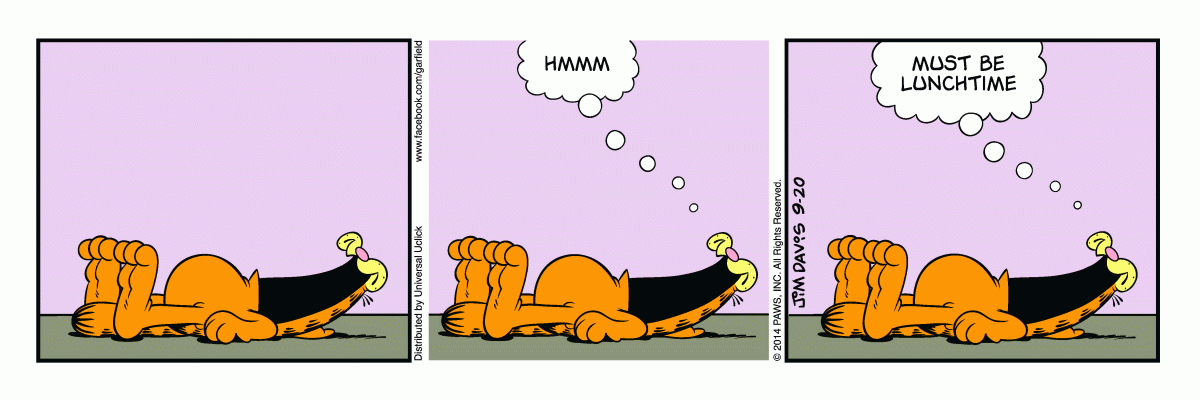 www.facebook.com/garfield
Distributed by Universal Uclick
HMMM
© 2014 PAWS, INC. All Rights Reserved.
MUST BE
LUNCHTIME
JIM DAVIS 9-20